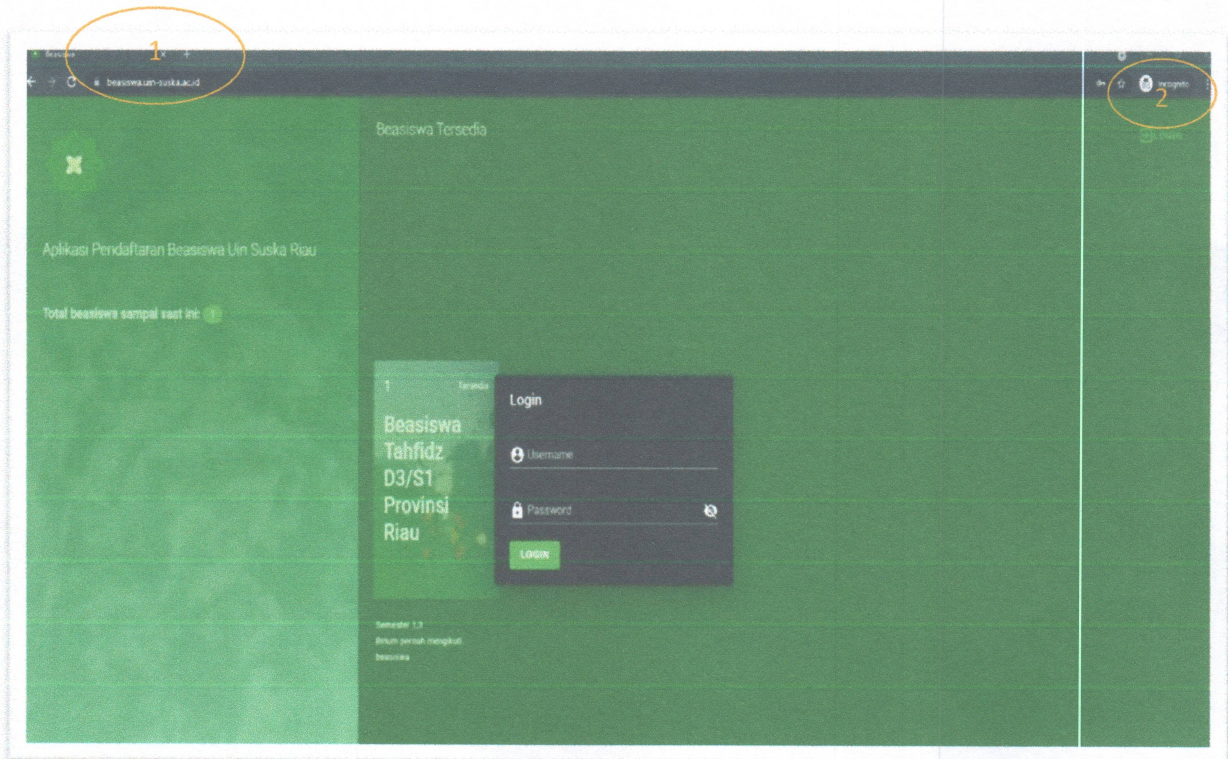 1
Beasiswa
beasiswa.uin-suska.ac.id
Incognito
2
Beasiswa Tersedia
LOGIN
Aplikasi Pendaftaran Beasiswa Uin Suska Riau
Total beasiswa sampai saat ini: 1
1
Tersedia
Beasiswa
Tahfidz
D3/S1
Provinsi
Riau
Login
Username
Password
LOGIN
Semester 1,3
Belum pernah mengikuti
beasiswa